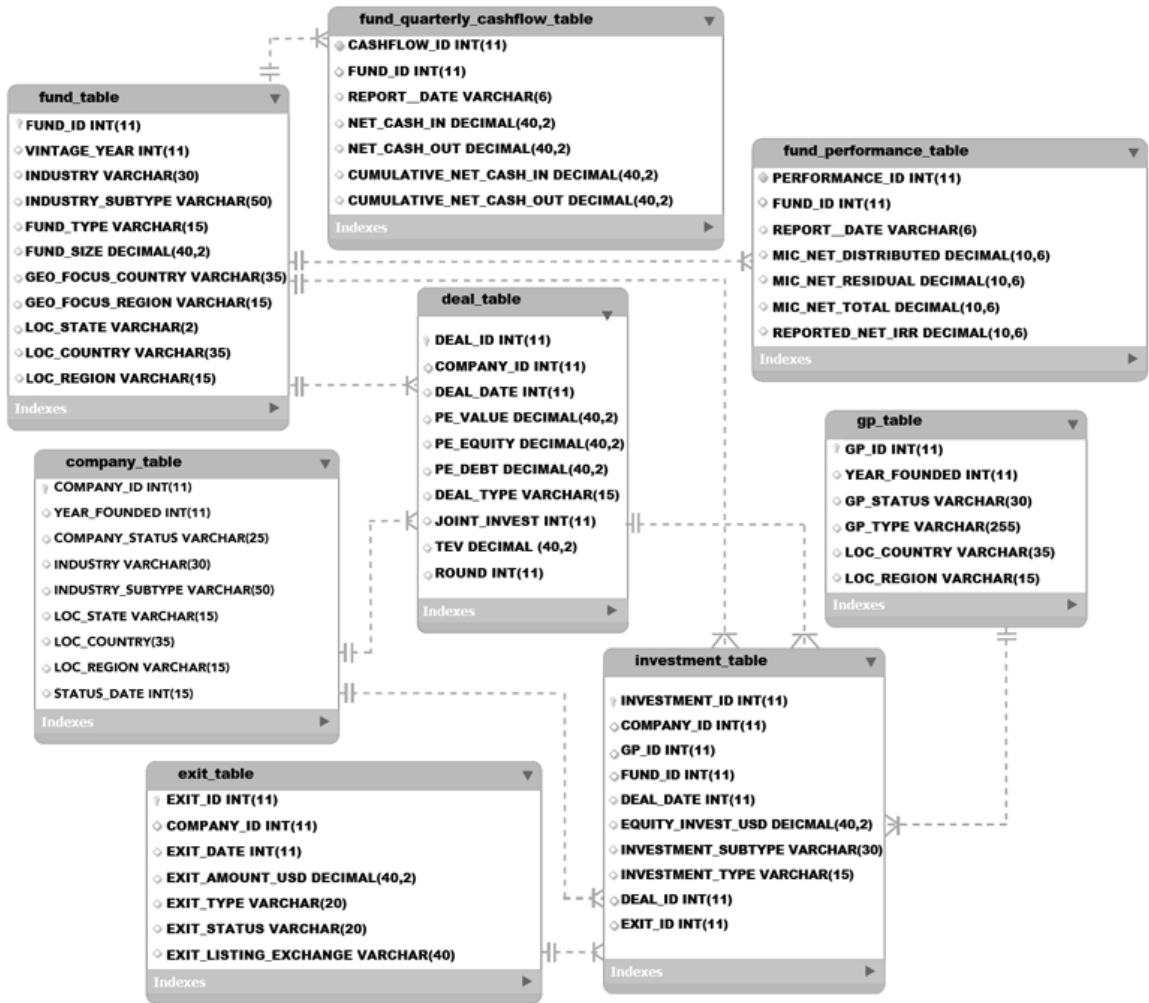 fund_quarterly_cashflow_table
CASHFLOW_ID INT(11)
FUND_ID INT(11)
REPORT__DATE VARCHAR(6)
NET_CASH_IN DECIMAL(40,2)
NET_CASH_OUT DECIMAL(40,2)
CUMULATIVE_NET_CASH_IN DECIMAL(40,2)
CUMULATIVE_NET_CASH_OUT DECIMAL(40,2)
Indexes
fund_table
FUND_ID INT(11)
VINTAGE_YEAR INT(11)
INDUSTRY VARCHAR(30)
INDUSTRY_SUBTYPE VARCHAR(50)
FUND_TYPE VARCHAR(15)
FUND_SIZE DECIMAL(40,2)
GEO_FOCUS_COUNTRY VARCHAR(35)
GEO_FOCUS_REGION VARCHAR(15)
LOC_STATE VARCHAR(2)
LOC_COUNTRY VARCHAR(35)
LOC_REGION VARCHAR(15)
Indexes
fund_performance_table
PERFORMANCE_ID INT(11)
FUND_ID INT(11)
REPORT__DATE VARCHAR(6)
MIC_NET_DISTRIBUTED DECIMAL(10,6)
MIC_NET_RESIDUAL DECIMAL(10,6)
MIC_NET_TOTAL DECIMAL(10,6)
REPORTED_NET_IRR DECIMAL(10,6)
Indexes
deal_table
DEAL_ID INT(11)
COMPANY_ID INT(11)
DEAL_DATE INT(11)
PE_VALUE DECIMAL(40,2)
PE_EQUITY DECIMAL(40,2)
PE_DEBT DECIMAL(40,2)
DEAL_TYPE VARCHAR(15)
JOINT_INVEST INT(11)
TEV DECIMAL (40,2)
ROUND INT(11)
Indexes
gp_table
GP_ID INT(11)
YEAR_FOUNDED INT(11)
GP_STATUS VARCHAR(30)
GP_TYPE VARCHAR(255)
LOC_COUNTRY VARCHAR(35)
LOC_REGION VARCHAR(15)
Indexes
company_table
COMPANY_ID INT(11)
YEAR_FOUNDED INT(11)
COMPANY_STATUS VARCHAR(25)
INDUSTRY VARCHAR(30)
INDUSTRY_SUBTYPE VARCHAR(50)
LOC_STATE VARCHAR(15)
LOC_COUNTRY(35)
LOC_REGION VARCHAR(15)
STATUS_DATE INT(15)
Indexes
investment_table
INVESTMENT_ID INT(11)
COMPANY_ID INT(11)
GP_ID INT(11)
FUND_ID INT(11)
DEAL_DATE INT(11)
EQUITY_INVEST_USD DEICMAL(40,2)
INVESTMENT_SUBTYPE VARCHAR(30)
INVESTMENT_TYPE VARCHAR(15)
DEAL_ID INT(11)
EXIT_ID INT(11)
Indexes
exit_table
EXIT_ID INT(11)
COMPANY_ID INT(11)
EXIT_DATE INT(11)
EXIT_AMOUNT_USD DECIMAL(40,2)
EXIT_TYPE VARCHAR(20)
EXIT_STATUS VARCHAR(20)
EXIT_LISTING_EXCHANGE VARCHAR(40)
Indexes